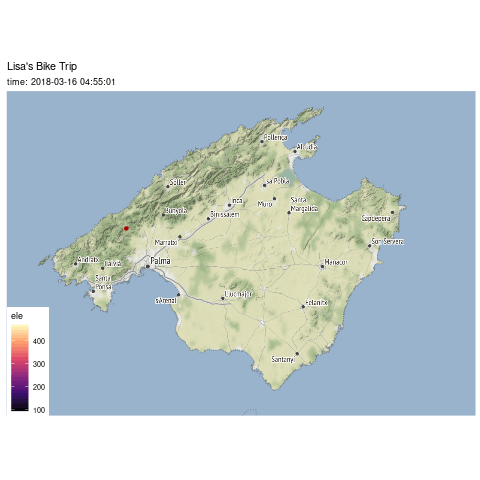 Lisa's Bike Trip
time: 2018-03-16 04:55:01
Pollença
Alcúdia
sa Pobla
Sóller
Inca
Muro
Santa
Margalida
Capdepera
Bunyola
Binissalem
Marratxí
Son Servera
Andratx
Calvià
Palma
Manacor
Santa
Ponsa
s'Arenal
Llucmajor
Felanitx
Santanyí
ele
400
300
200
100